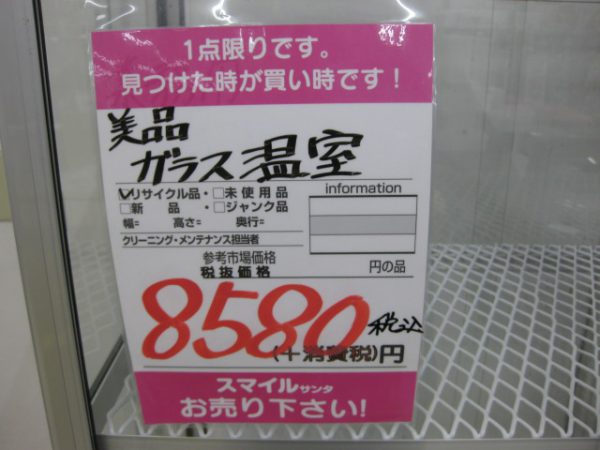 1点限りです。
見つけた時が買い時です!
美品
ガラス温室
☑リサイクル品・□未使用品
□新品・□ジャンク品
幅= 高さ= 奥行=
クリーニング・メンテナンス担当者
information
参考市場価格
円の品
税抜価格
8580税込
(+消費税)円
スマイルサンタ
お売り下さい!